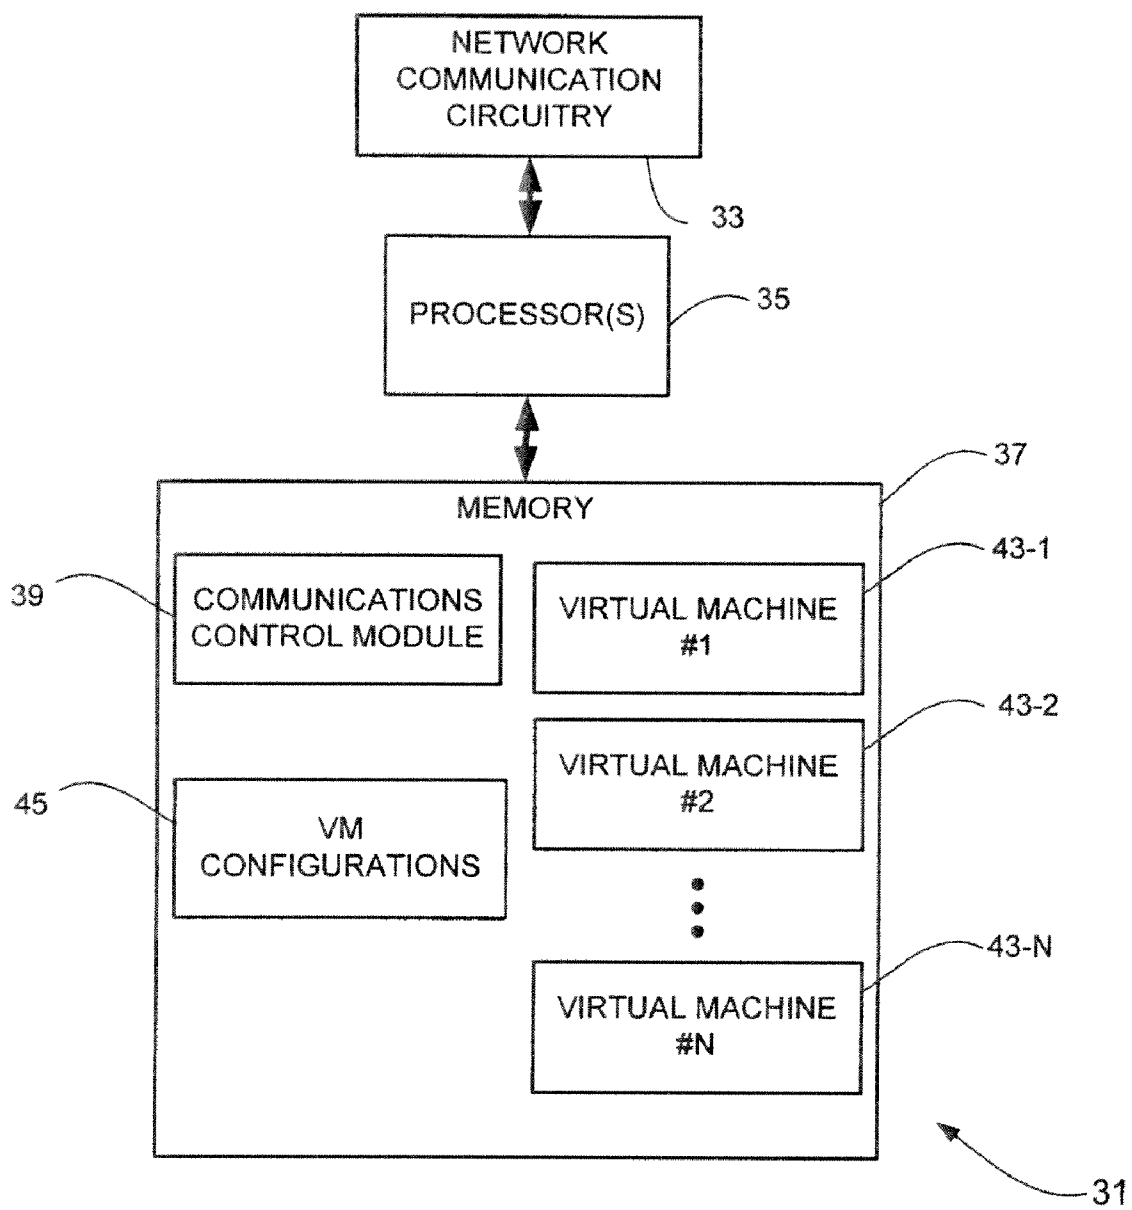 NETWORK
COMMUNICATION
CIRCUITRY
33
PROCESSOR(S)
35
37
MEMORY
43-1
39
COMMUNICATIONS
CONTROL MODULE
VIRTUAL MACHINE
#1
43-2
VIRTUAL MACHINE
#2
45
VM
CONFIGURATIONS
43-N
VIRTUAL MACHINE
#N
31